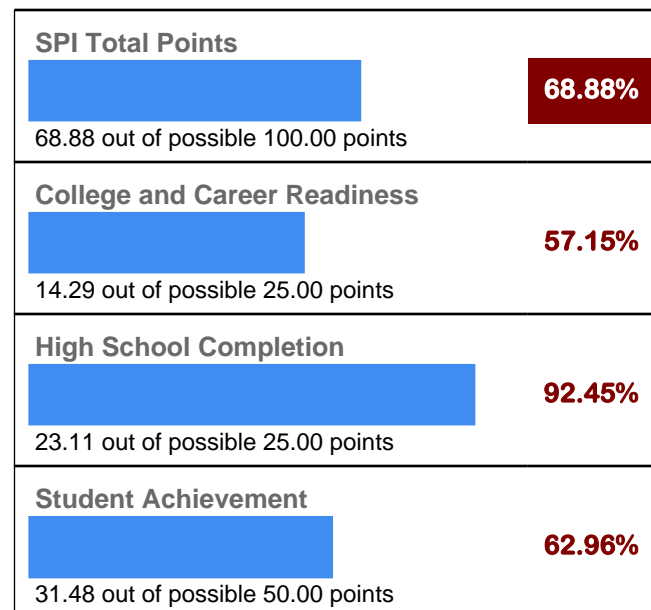 SPI Total Points
68.88%
68.88 out of possible 100.00 points
College and Career Readiness
57.15%
14.29 out of possible 25.00 points
High School Completion
92.45%
23.11 out of possible 25.00 points
Student Achievement
62.96%
31.48 out of possible 50.00 points